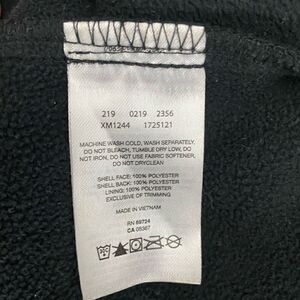 219 0219 2356
XM1244 1725121
MACHINE WASH COLD, WASH SEPARATELY,
DO NOT BLEACH, TUMBLE DRY LOW, DO
NOT IRON, DO NOT USE FABRIC SOFTENER,
DO NOT DRYCLEAN
SHELL FACE: 100% POLYESTER
SHELL BACK: 100% POLYESTER
LINING: 100% POLYESTER
EXCLUSIVE OF TRIMMING
MADE IN VIETNAM
RN 69724
CA 05367